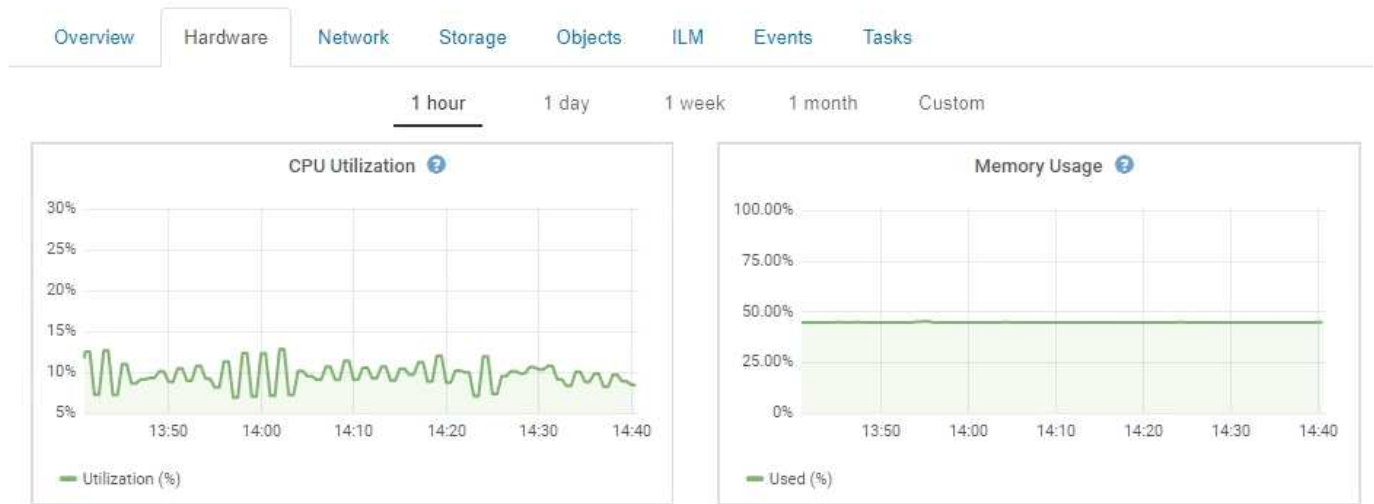 Overview Hardware Network Storage Objects ILM Events Tasks
1 hour 1 day 1 week 1 month Custom
CPU Utilization ?
30%
25%
20%
15%
10%
5%
13:50 14:00 14:10 14:20 14:30 14:40
Utilization (%)
Memory Usage ?
100.00%
75.00%
50.00%
25.00%
0%
13:50 14:00 14:10 14:20 14:30 14:40
Used (%)